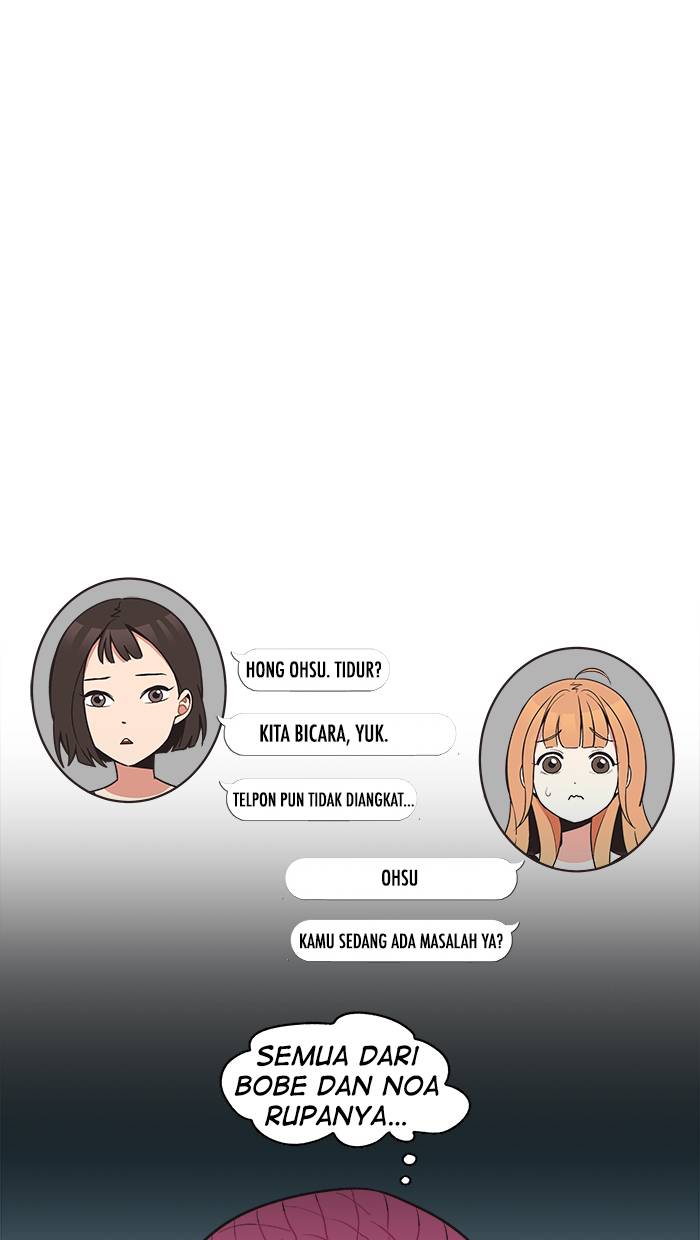 HONG OHSU. TIDUR?
KITA BICARA, YUK.
TELPON PUN TIDAK DIANGKAT...
OHSU
KAMU SEDANG ADA MASALAH YA?
SEMUA DARI
BOBE DAN NOA
RUPANYA...